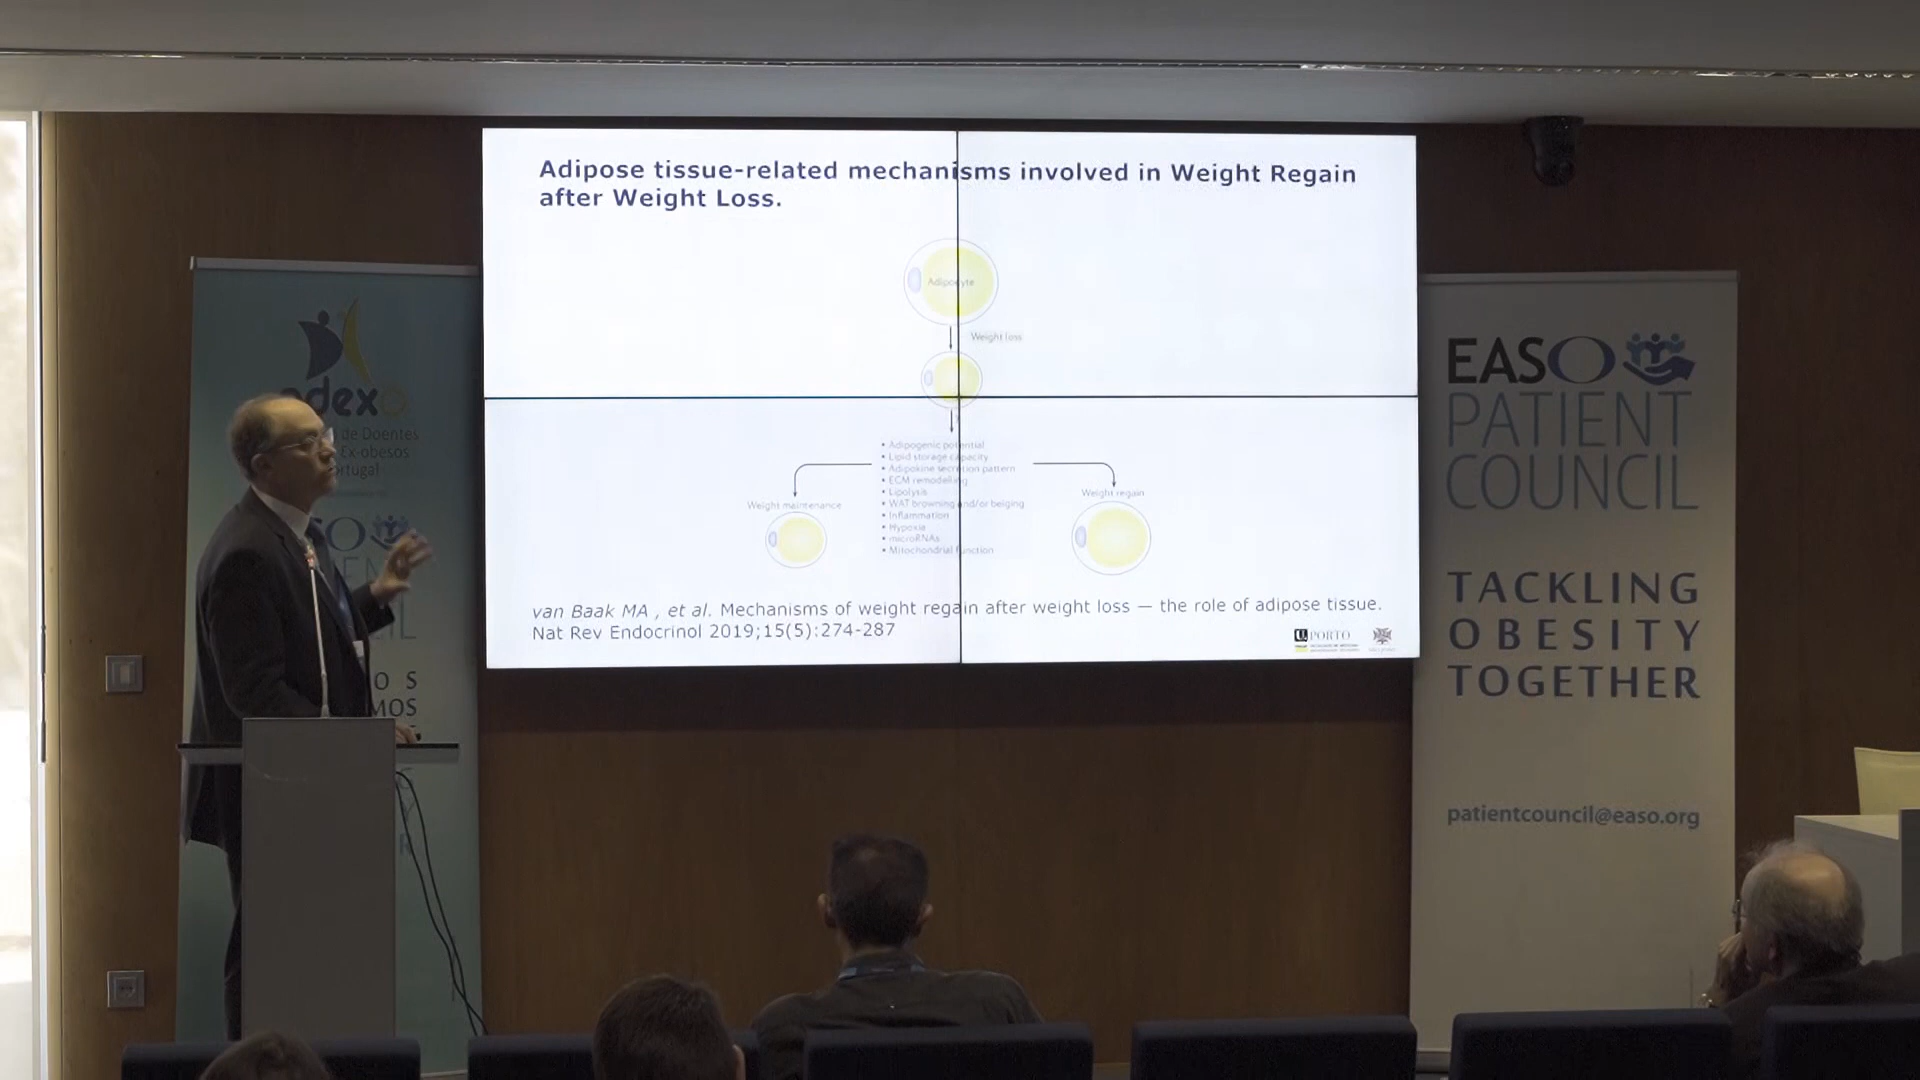 Adipose tissue-related mechanisms involved in Weight Regain
after Weight Loss.
Adipocyte
Weight loss
• Adipogenic potential
• Lipid storage capacity
• Adipokine secretion pattern
• ECM remodelling
• Lipolysis
• WAT browning and/or beiging
• Inflammation
• Hypoxia
• microRNAs
• Mitochondrial function
Weight maintenance
Weight regain
van Baak MA , et al. Mechanisms of weight regain after weight loss — the role of adipose tissue.
Nat Rev Endocrinol 2019;15(5):274-287
U. PORTO
adexo
de Doentes
Ex-obesos
rtugal
O S
MOS
EASO
PATIENT
COUNCIL
TACKLING
OBESITY
TOGETHER
patientcouncil@easo.org